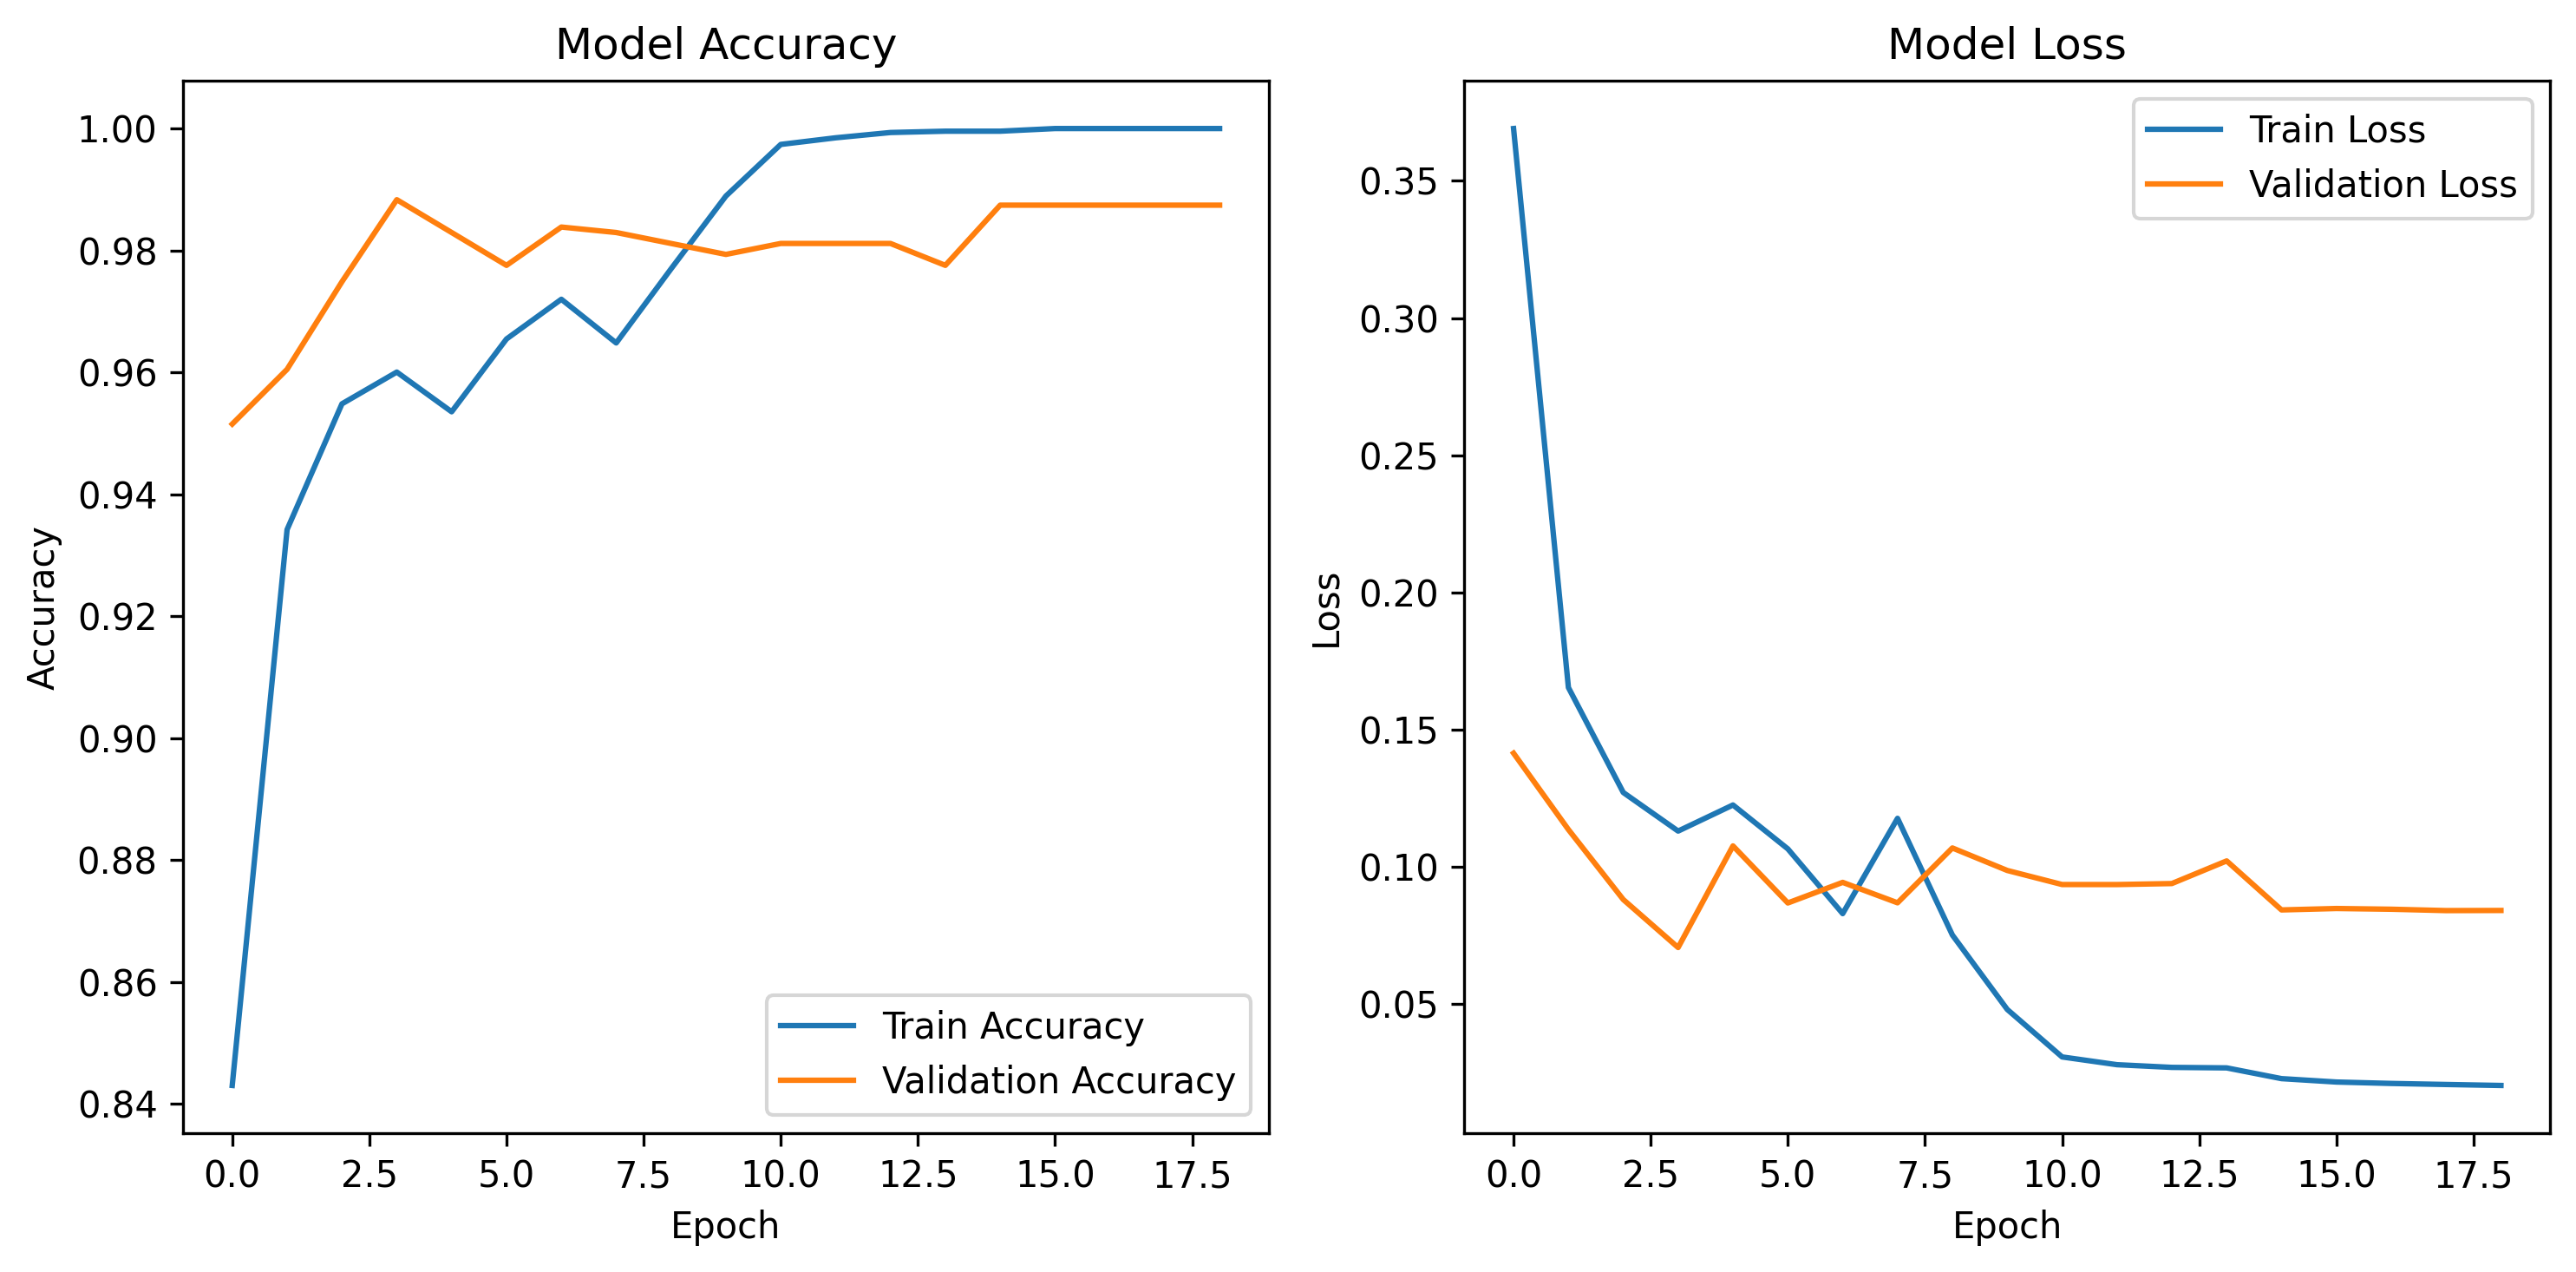 Model Accuracy
1.00
0.98
0.96
0.94
0.92
0.90
0.88
0.86
0.84
Accuracy
Train Accuracy
Validation Accuracy
0.0 2.5 5.0 7.5 10.0 12.5 15.0 17.5
Epoch
Model Loss
Train Loss
Validation Loss
0.35
0.30
0.25
0.20
0.15
0.10
0.05
Loss
0.0 2.5 5.0 7.5 10.0 12.5 15.0 17.5
Epoch